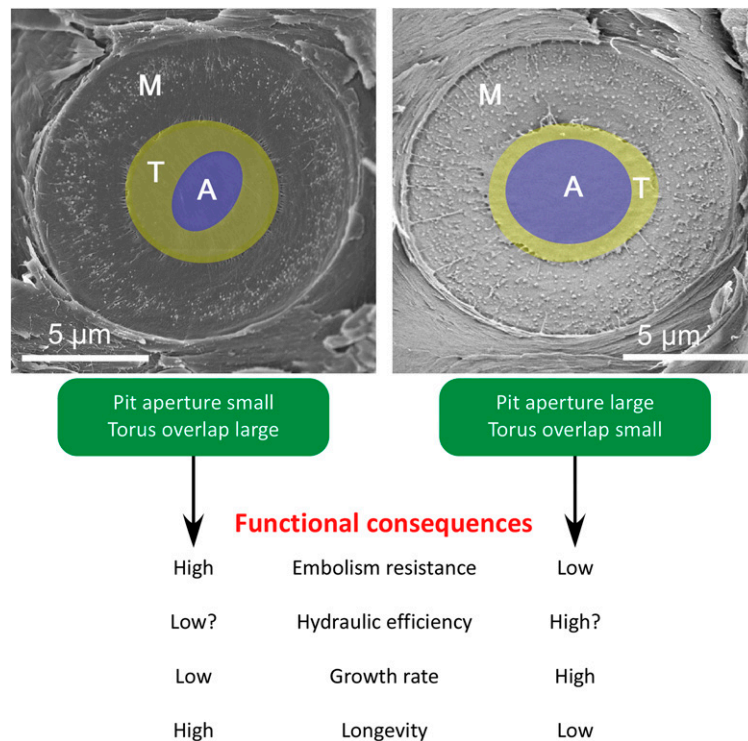 M
T
A
5 µm
M
A
T
5 µm
Pit aperture small
Torus overlap large
Pit aperture large
Torus overlap small
Functional consequences
High Embolism resistance Low
Low? Hydraulic efficiency High?
Low Growth rate High
High Longevity Low